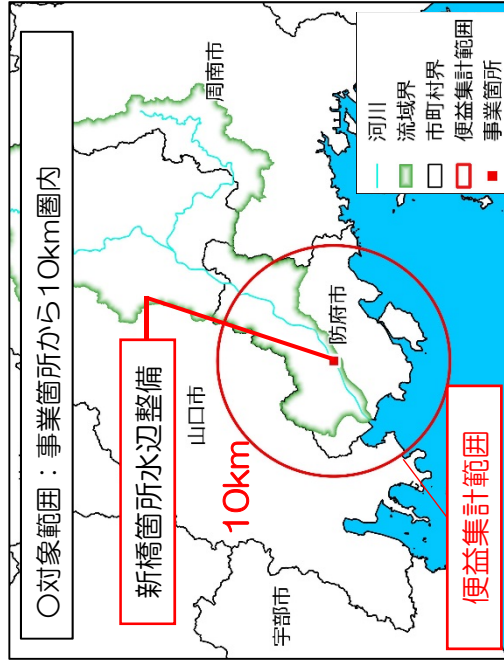 〇対象範囲:事業箇所から10km圏内
新橋箇所水辺整備
山口市
周南市
防府市
宇部市
10km
便益集計範囲
河川
流域界
市町村界
便益集計範囲
事業箇所